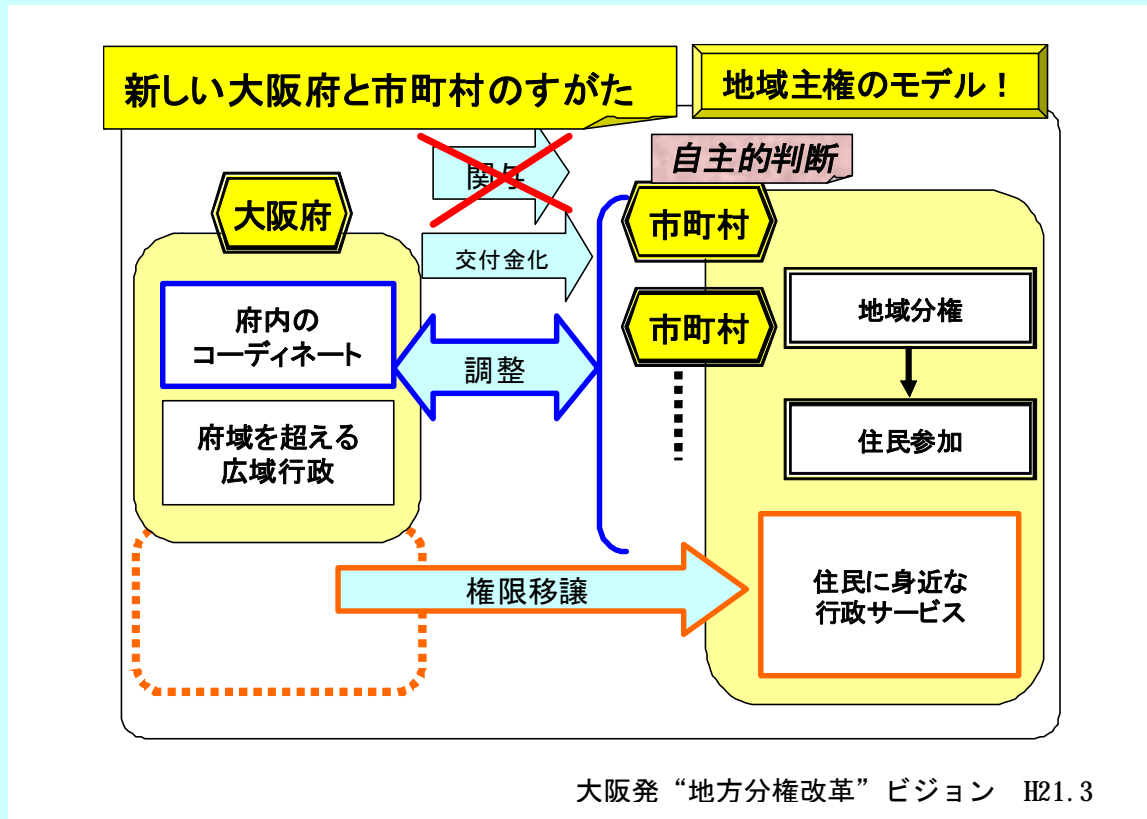 新しい大阪府と市町村のすがた
地域主権のモデル！
関与
自主的判断
大阪府
市町村
交付金化
府内の
コーディネート
市町村
地域分権
調整
府域を超える
広域行政
住民参加
権限移譲
住民に身近な
行政サービス
大阪発“地方分権改革”ビジョン　H21.3